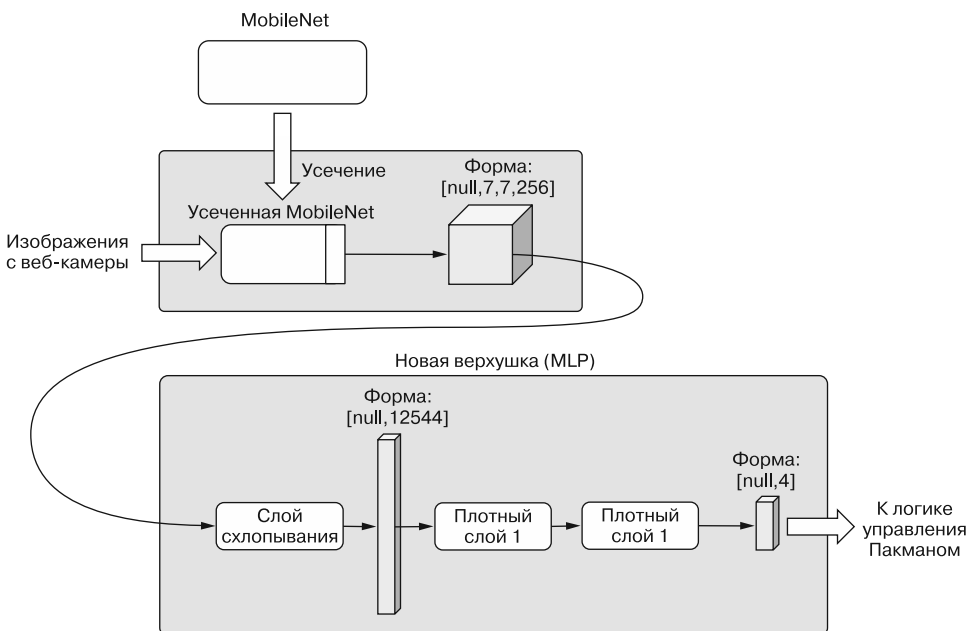 MobileNet
Усечение
Форма:
[null,7,7,256]
Усеченная MobileNet
Изображения
с веб-камеры
Новая верхушка (MLP)
Форма:
[null,12544]
Форма:
[null,4]
Слой
схлопывания
Плотный
слой 1
Плотный
слой 1
К логике
управления
Пакманом